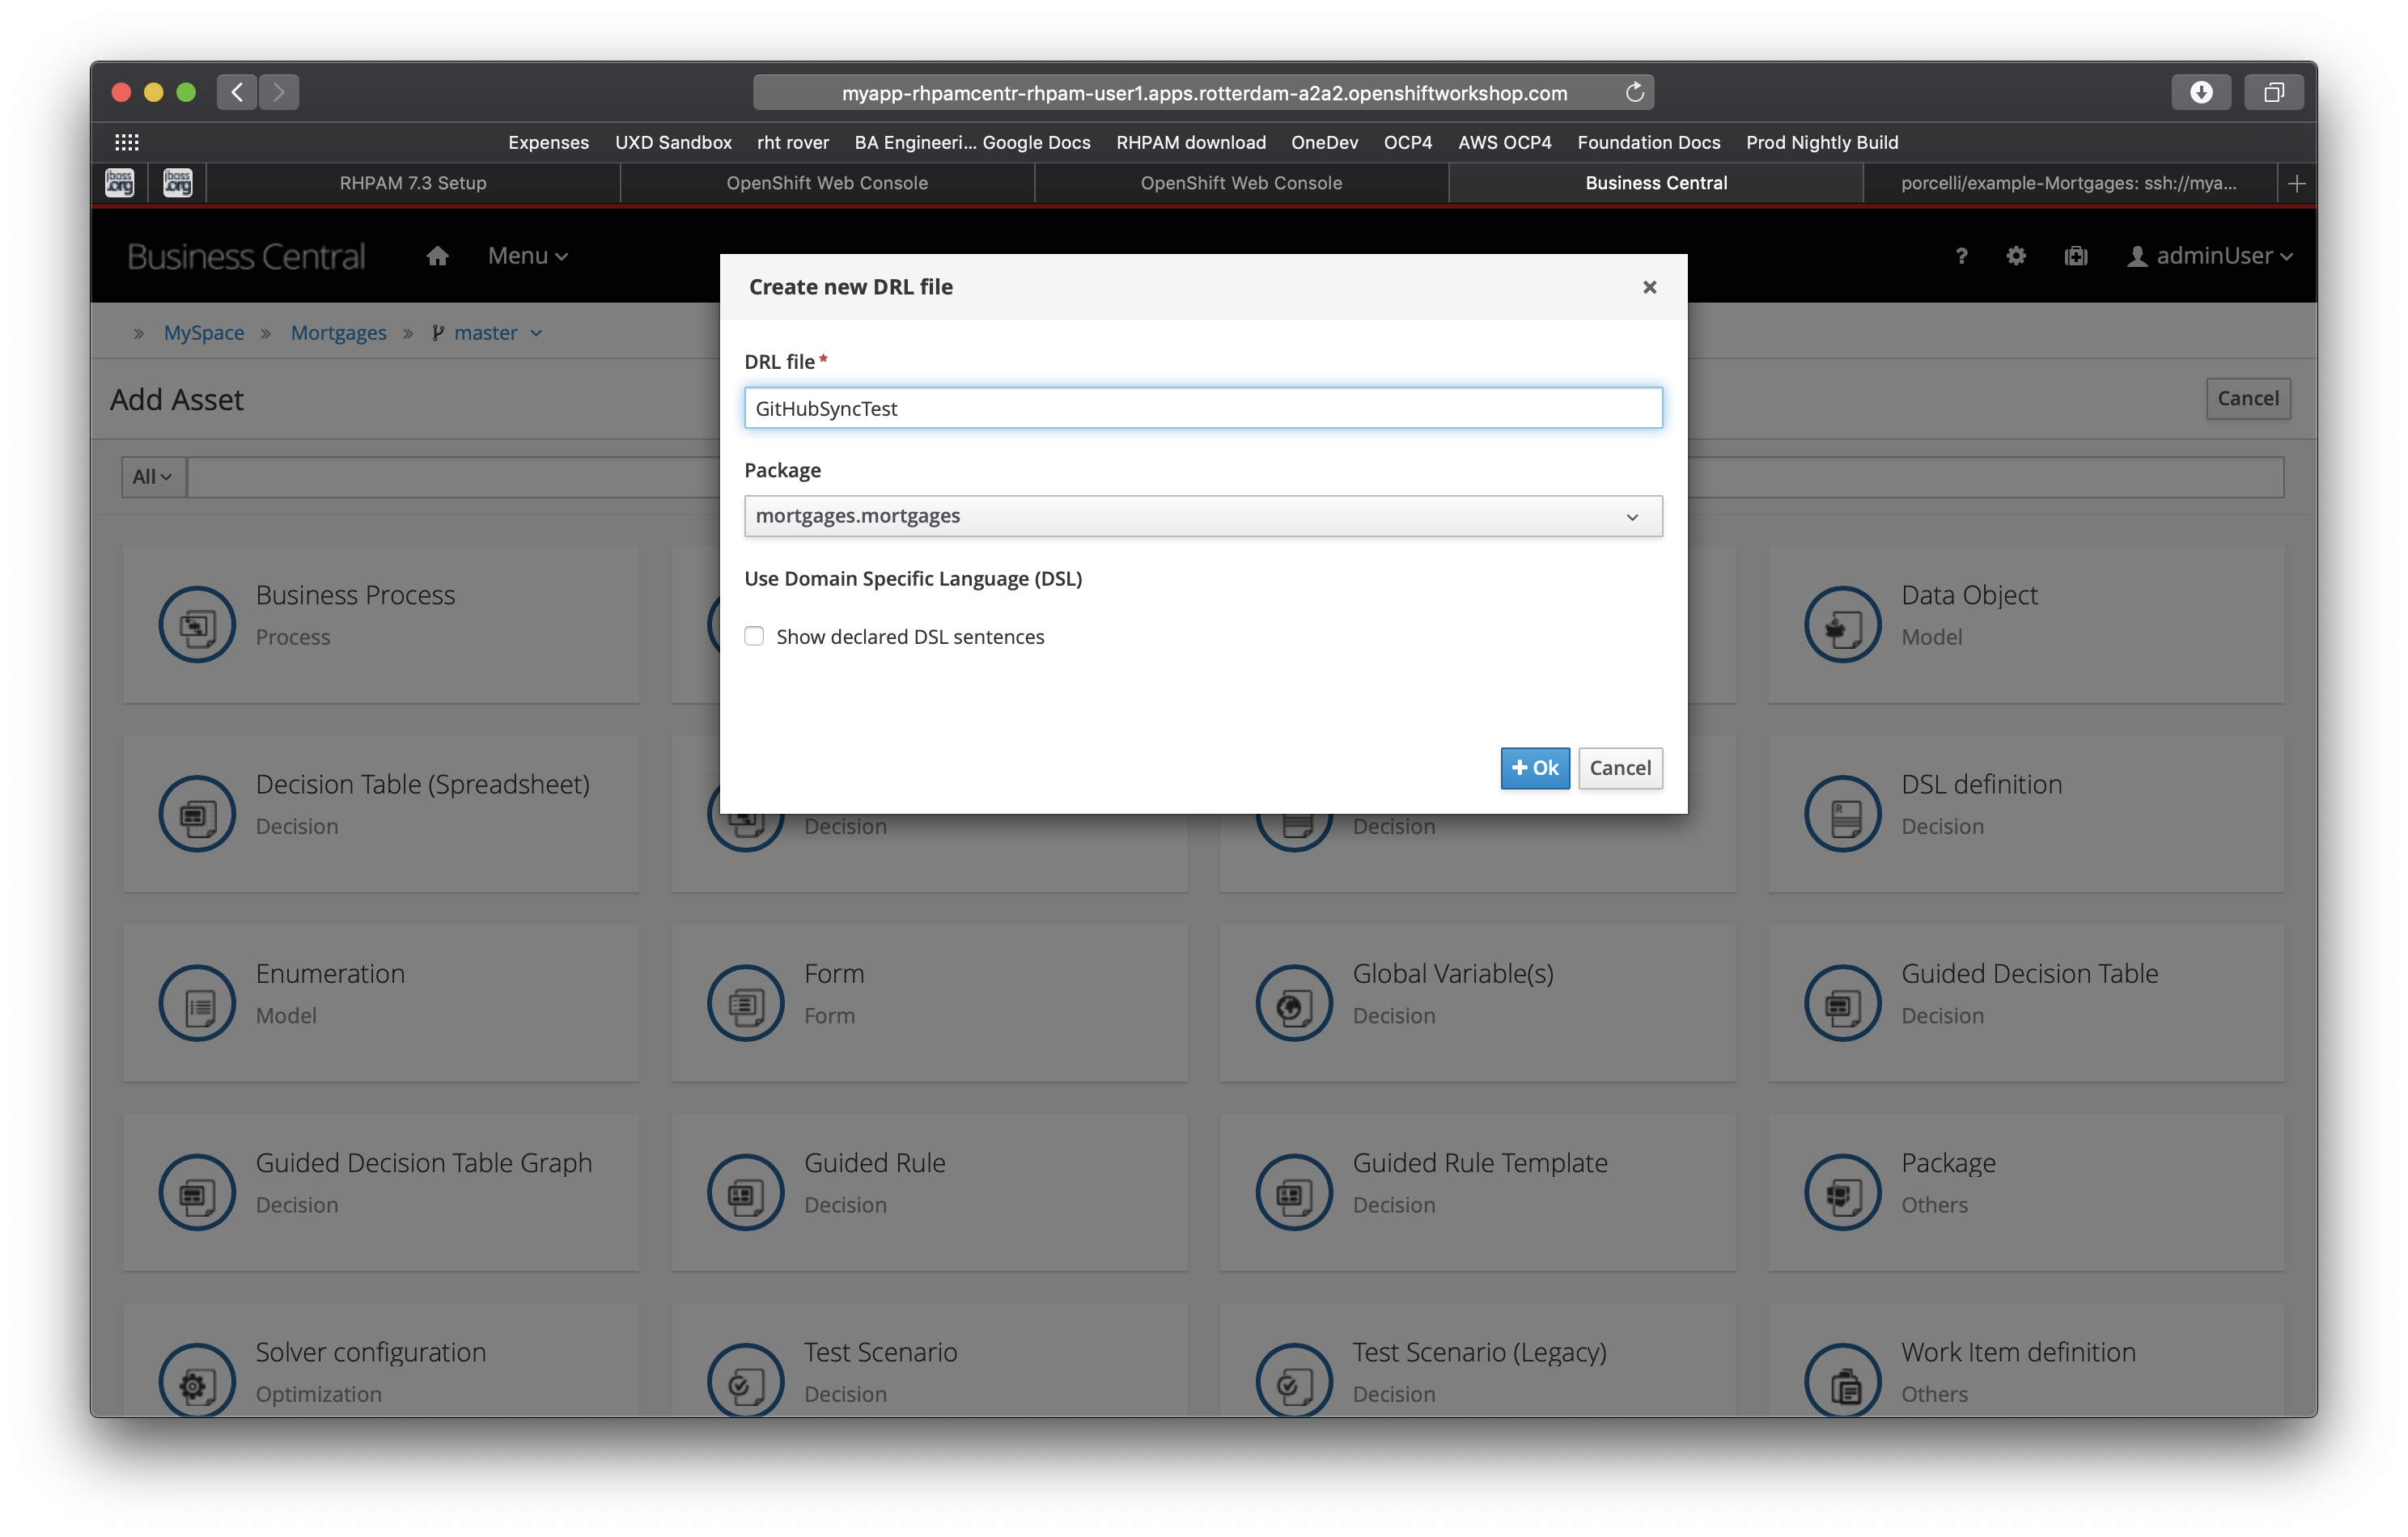 myapp-rhpamcentr-rhpam-user1.apps.rotterdam-a2a2.openshiftworkshop.com
Expenses UXD Sandbox rht rover BA Engineeri... Google Docs RHPAM download OneDev OCP4 AWS OCP4 Foundation Docs Prod Nightly Build
jboss .org jboss .org RHPAM 7.3 Setup OpenShift Web Console OpenShift Web Console Business Central porcelli/example-Mortgages: ssh://mya... +
Business Central Menu ? adminUser
» MySpace » Mortgages » master
Add Asset Cancel
All
Create new DRL file ×
DRL file *
GitHubSyncTest
Package
mortgages.mortgages
Use Domain Specific Language (DSL)
Show declared DSL sentences
+ Ok Cancel
Business Process
Process
Data Object
Model
Decision Table (Spreadsheet)
Decision
Decision
Decision
DSL definition
Decision
Enumeration
Model
Form
Form
Global Variable(s)
Decision
Guided Decision Table
Decision
Guided Decision Table Graph
Decision
Guided Rule
Decision
Guided Rule Template
Decision
Package
Others
Solver configuration
Optimization
Test Scenario
Decision
Test Scenario (Legacy)
Decision
Work Item definition
Others